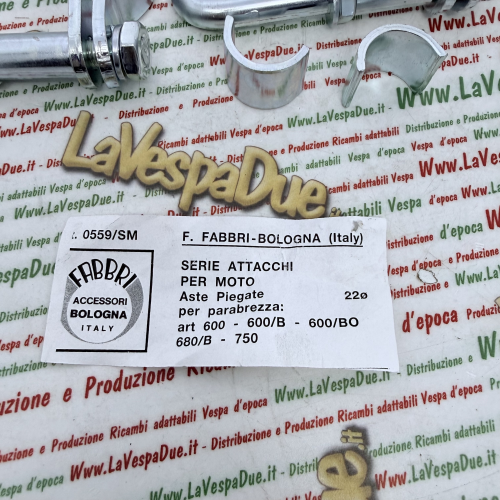 LaVespaDue
.it
: 0559/SM
F. FABBRI-BOLOGNA (Italy)
FABBRI
ACCESSORI
BOLOGNA
ITALY
SERIE ATTACCHI
PER MOTO
Aste Piegate 22ø
per parabrezza:
art 600 - 600/B - 600/BO
680/B - 750
Distribuzione e Produzione Ricambi adattabili Vespa d'epoca
www.LaVespaDue.it